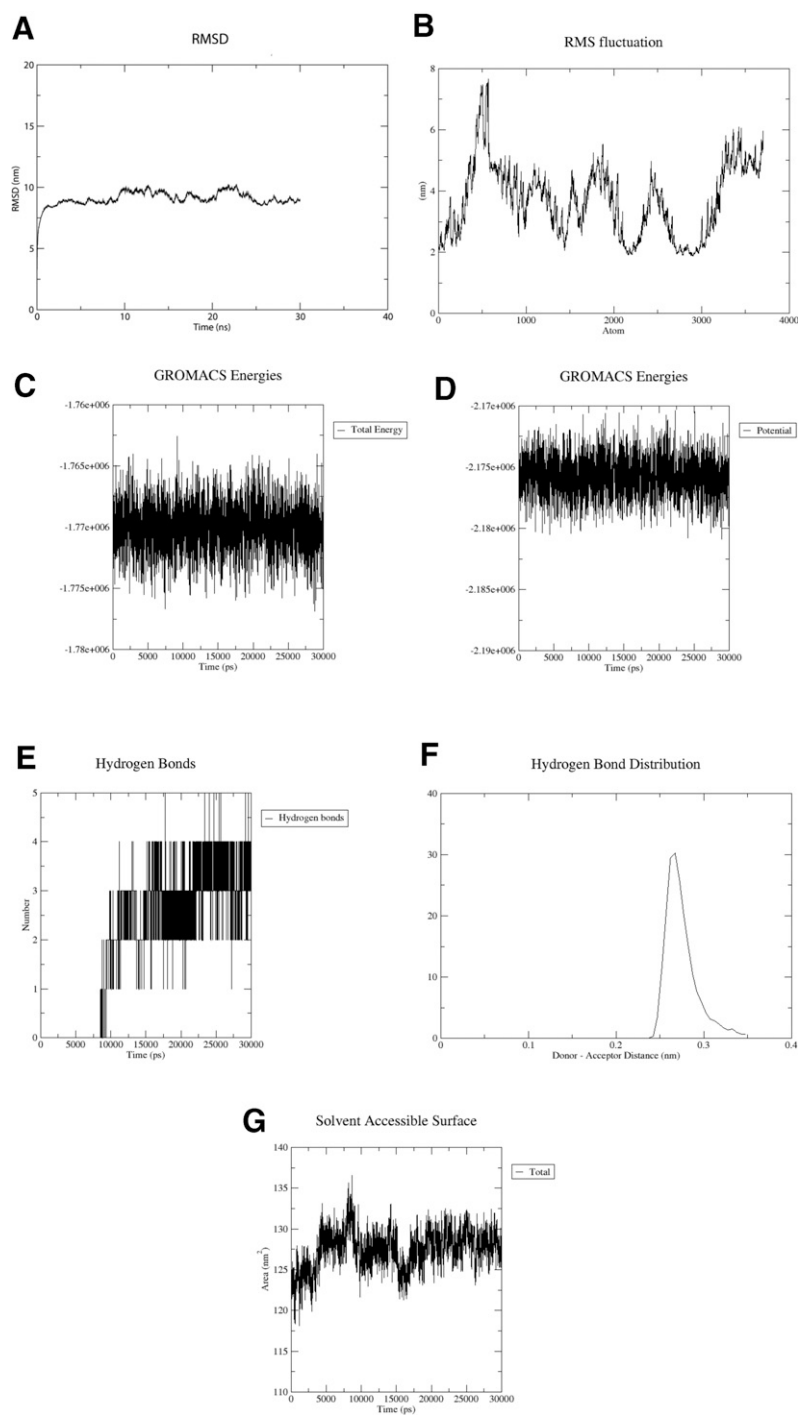 A
RMSD
20
15
10
5
0
RMSD (nm)
0 10 20 30 40
Time (ns)
B
RMS fluctuation
8
6
4
2
0
(nm)
0 1000 2000 3000 4000
Atom
C
GROMACS Energies
-1.76e+006
-1.765e+006
-1.77e+006
-1.775e+006
-1.78e+006
0 5000 10000 15000 20000 25000 30000
Time (ps)
Total Energy
D
GROMACS Energies
-2.17e+006
-2.175e+006
-2.18e+006
-2.185e+006
-2.19e+006
0 5000 10000 15000 20000 25000 30000
Time (ps)
Potential
E
Hydrogen Bonds
5
4
3
2
1
0
Number
0 5000 10000 15000 20000 25000 30000
Time (ps)
Hydrogen bonds
F
Hydrogen Bond Distribution
40
30
20
10
0
0 0.1 0.2 0.3 0.4
Donor - Acceptor Distance (nm)
G
Solvent Accessible Surface
140
135
130
125
120
110
Area (nm²)
0 5000 10000 15000 20000 25000 30000
Time (ps)
Total